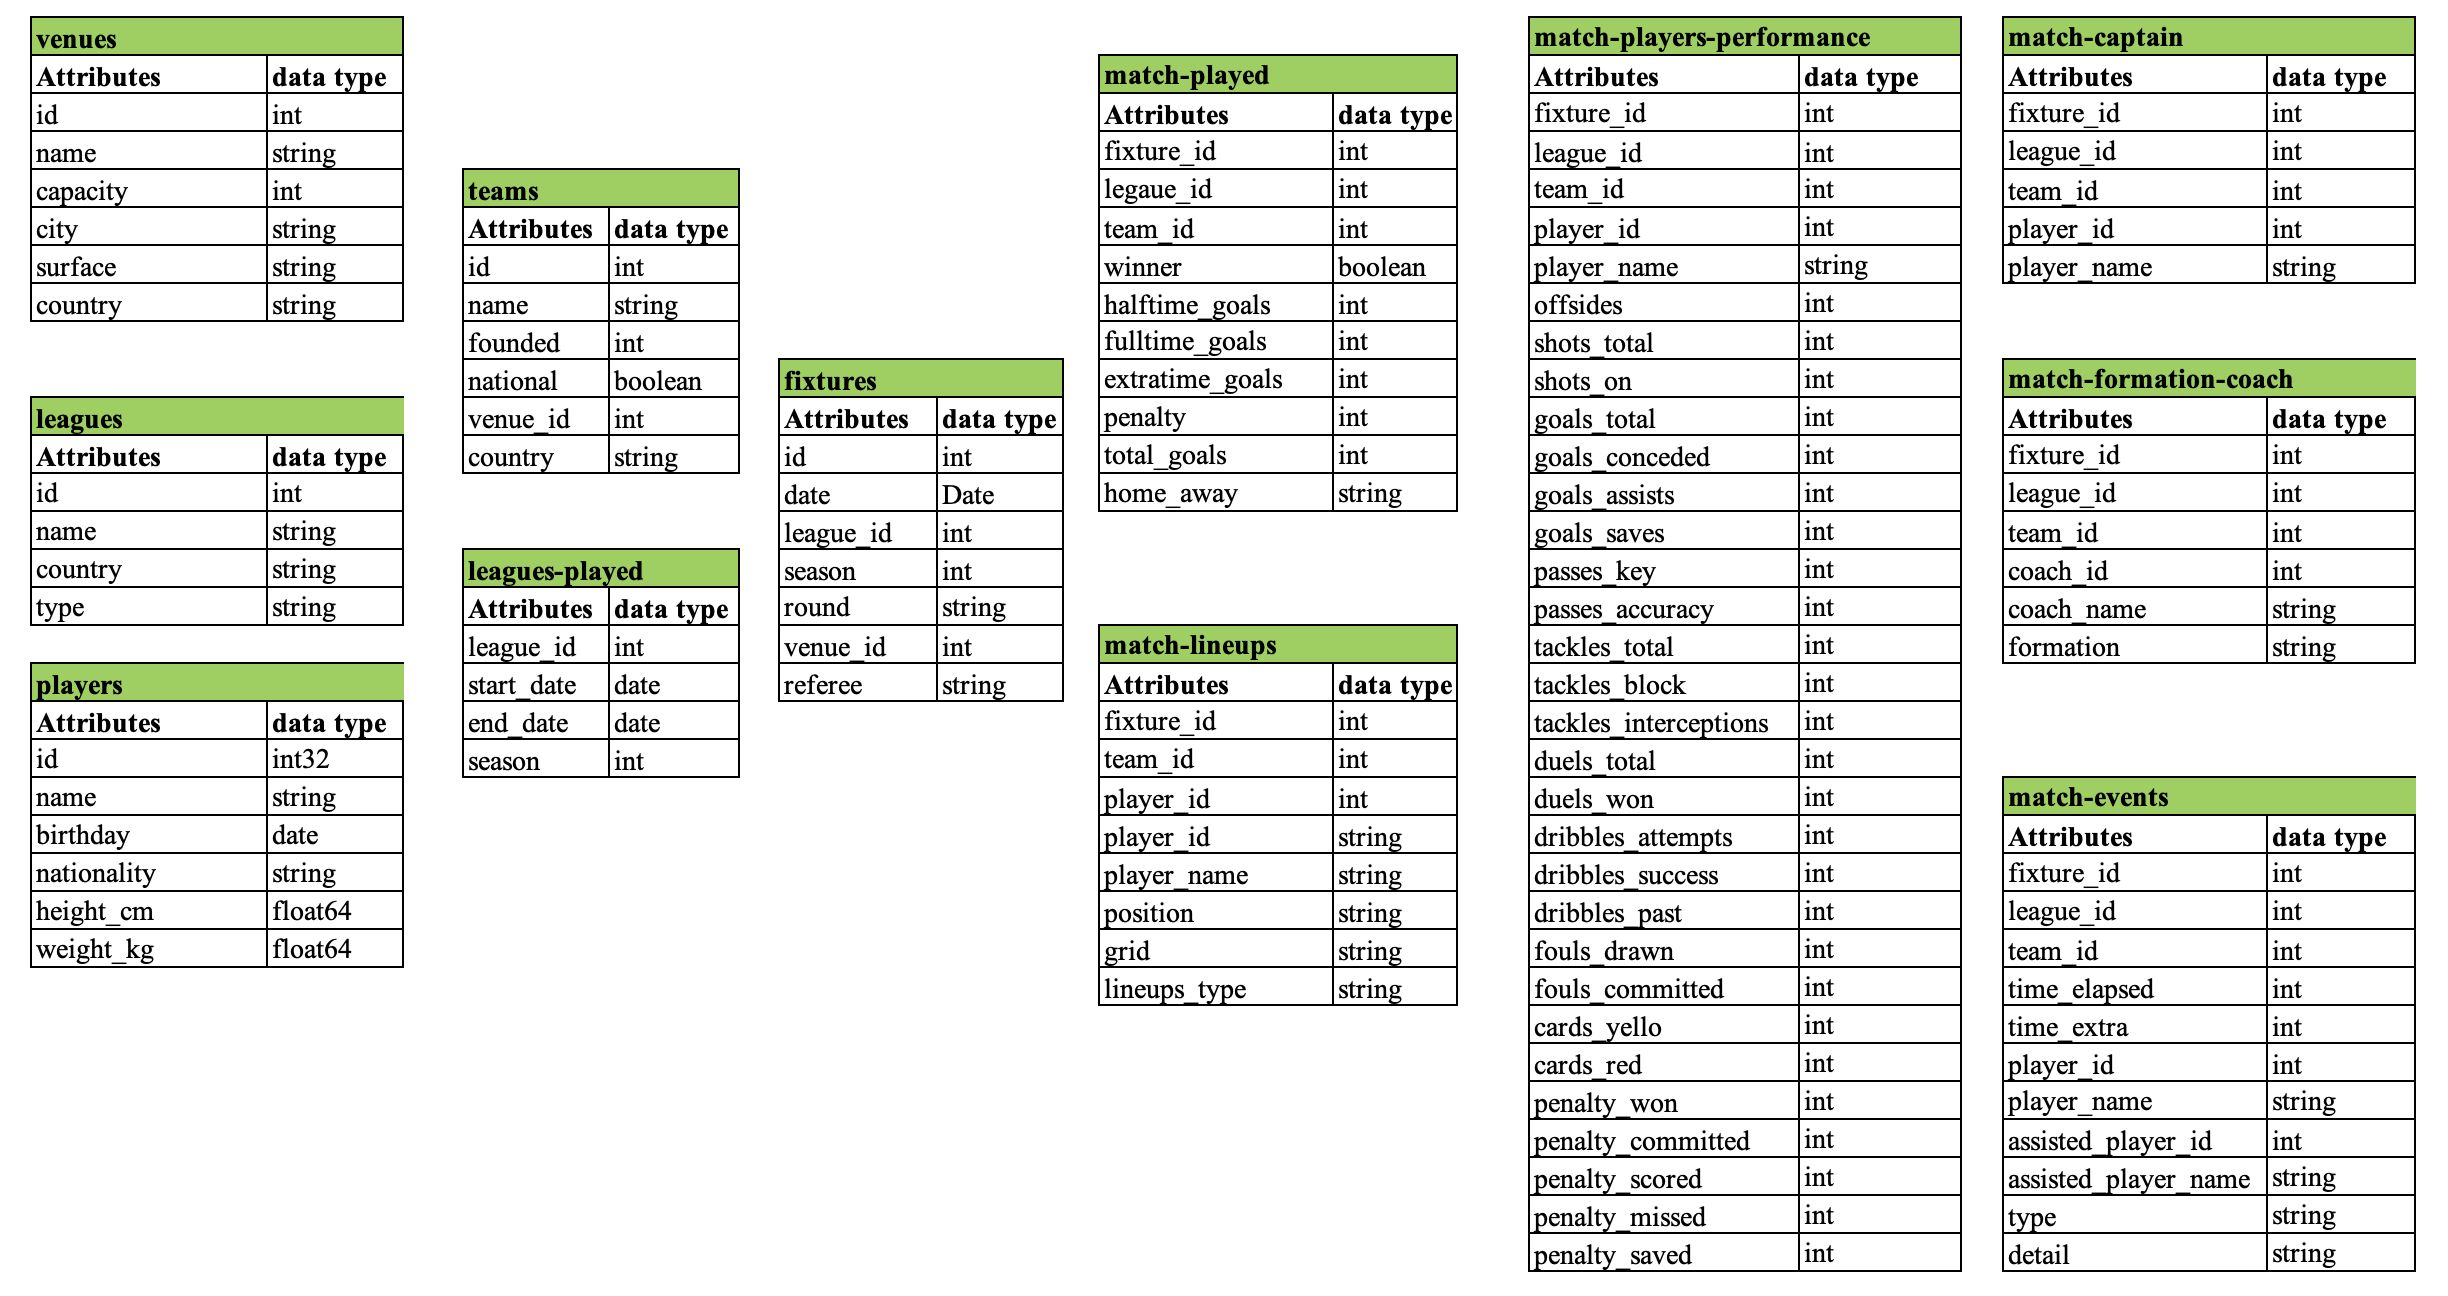 venues
Attributes data type
id int
name string
capacity int
city string
surface string
country string
leagues
Attributes data type
id int
name string
country string
type string
players
Attributes data type
id int32
name string
birthday date
nationality string
height_cm float64
weight_kg float64
teams
Attributes data type
id int
name string
founded int
national boolean
venue_id int
country string
leagues-played
Attributes data type
league_id int
start_date date
end_date date
season int
fixtures
Attributes data type
id int
date Date
league_id int
season int
round string
venue_id int
referee string
match-played
Attributes data type
fixture_id int
legaue_id int
team_id int
winner boolean
halftime_goals int
fulltime_goals int
extratime_goals int
penalty int
total_goals int
home_away string
match-lineups
Attributes data type
fixture_id int
team_id int
player_id int
player_id string
player_name string
position string
grid string
lineups_type string
match-players-performance
Attributes data type
fixture_id int
league_id int
team_id int
player_id int
player_name string
offsides int
shots_total int
shots_on int
goals_total int
goals_conceded int
goals_assists int
goals_saves int
passes_key int
passes_accuracy int
tackles_total int
tackles_block int
tackles_interceptions int
duels_total int
duels_won int
dribbles_attempts int
dribbles_success int
dribbles_past int
fouls_drawn int
fouls_committed int
cards_yello int
cards_red int
penalty_won int
penalty_committed int
penalty_scored int
penalty_missed int
penalty_saved int
match-captain
Attributes data type
fixture_id int
league_id int
team_id int
player_id int
player_name string
match-formation-coach
Attributes data type
fixture_id int
league_id int
team_id int
coach_id int
coach_name string
formation string
match-events
Attributes data type
fixture_id int
league_id int
team_id int
time_elapsed int
time_extra int
player_id int
player_name string
assisted_player_id int
assisted_player_name string
type string
detail string